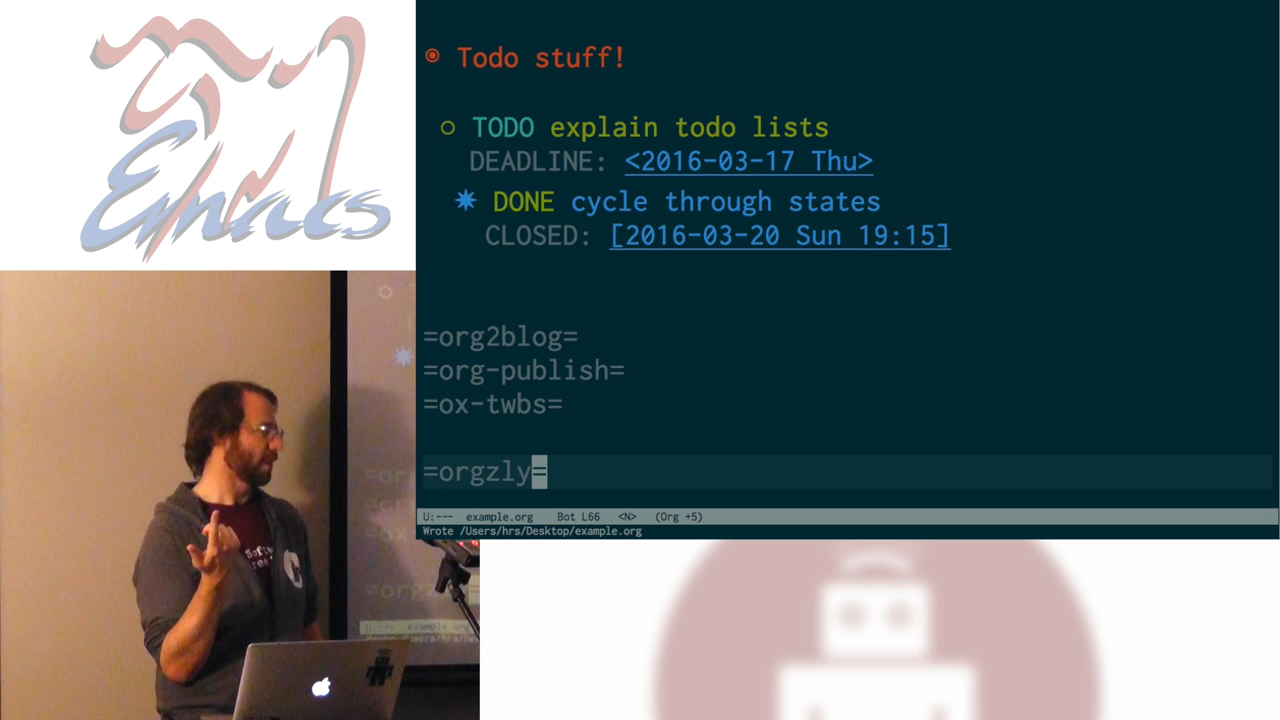 Emacs
◉ Todo stuff!
○ TODO explain todo lists
DEADLINE: <2016-03-17 Thu>
✷ DONE cycle through states
CLOSED: [2016-03-20 Sun 19:15]
=org2blog=
=org-publish=
=ox-twbs=
=orgzly=
U:--- example.org Bot L66 <N> (Org +5)
Wrote /Users/hrs/Desktop/example.org